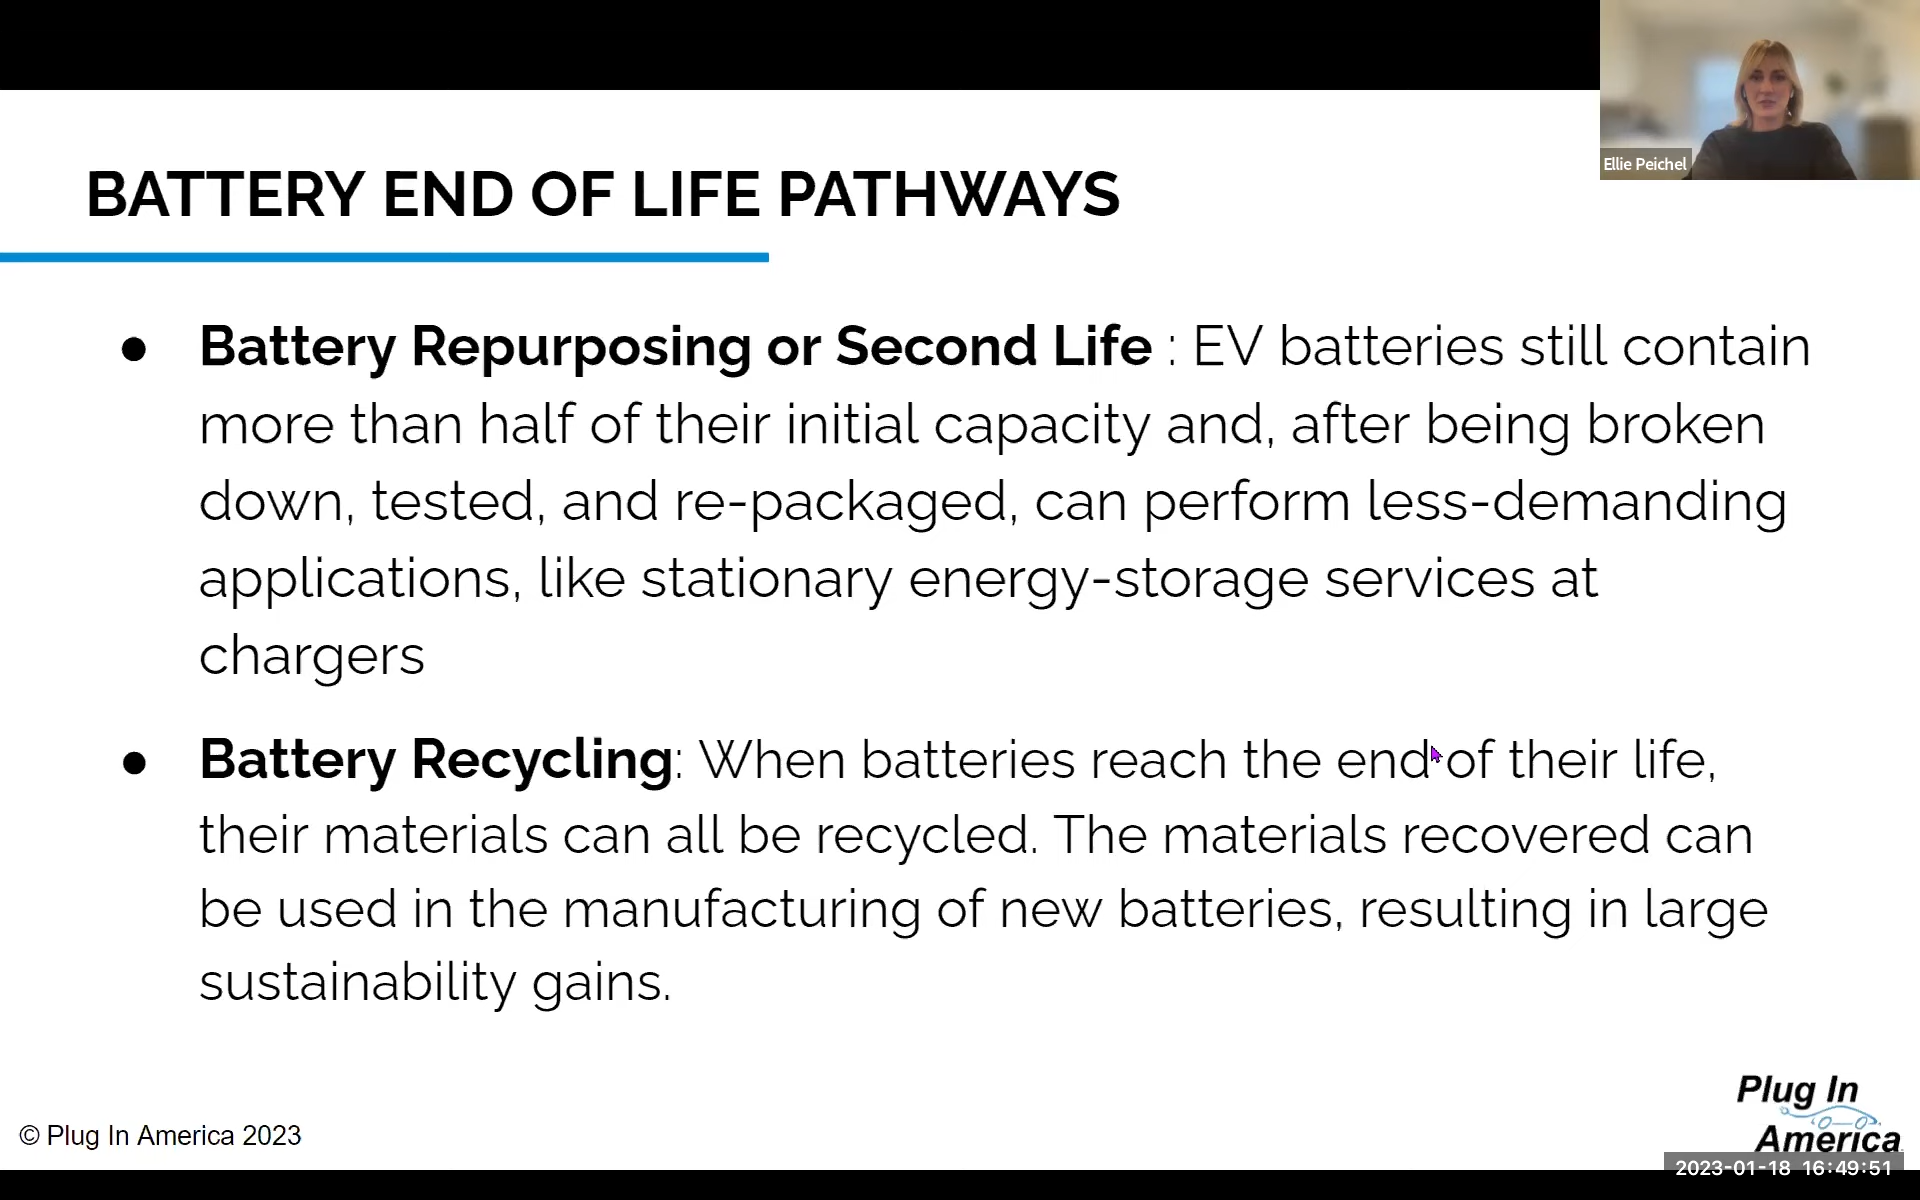 Ellie Peichel
BATTERY END OF LIFE PATHWAYS
● Battery Repurposing or Second Life : EV batteries still contain
more than half of their initial capacity and, after being broken
down, tested, and re-packaged, can perform less-demanding
applications, like stationary energy-storage services at
chargers
● Battery Recycling: When batteries reach the end of their life,
their materials can all be recycled. The materials recovered can
be used in the manufacturing of new batteries, resulting in large
sustainability gains.
© Plug In America 2023
Plug In
America
2023-01-18 16:49:51